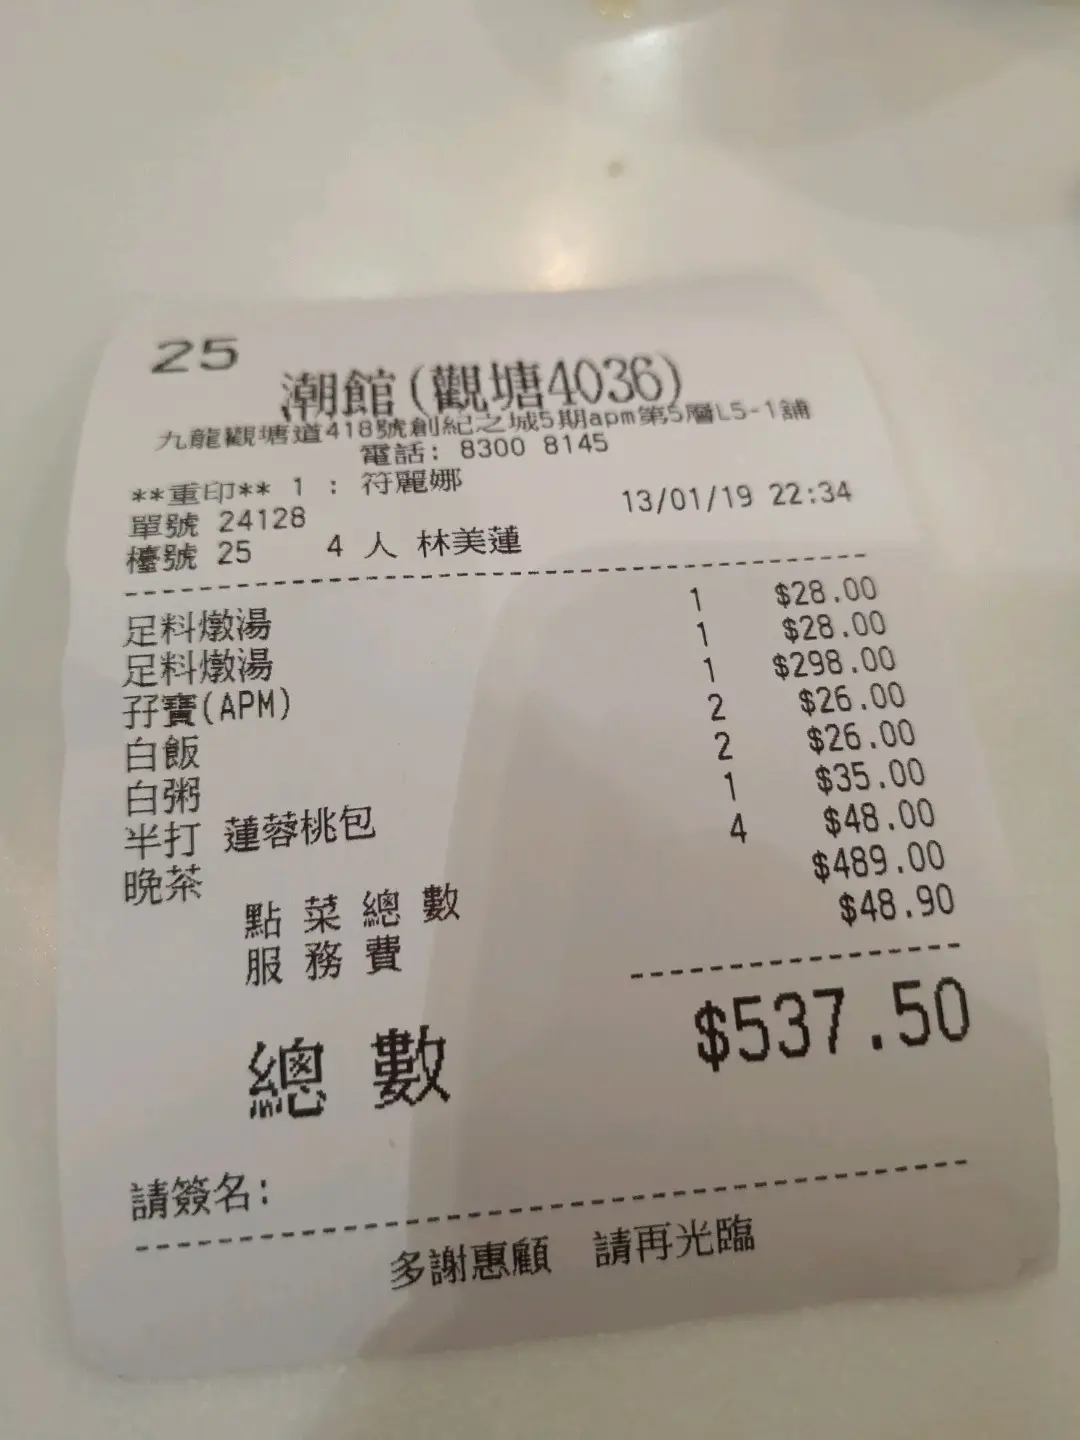 25
潮館(觀塘4036)
九龍觀塘道418號創紀之城5期apm第5層L5-1舖
電話: 8300 8145
**重印** 1 : 符麗娜
單號 24128 13/01/19 22:34
檯號 25 4 人 林美蓮
足料燉湯 1 $28.00
足料燉湯 1 $28.00
孖寶(APM) 1 $298.00
白飯 2 $26.00
白粥 2 $26.00
半打 蓮蓉桃包 1 $35.00
晚茶 4 $48.00
點菜總數 $489.00
服務費 $48.90
總數 $537.50
請簽名:
多謝惠顧 請再光臨